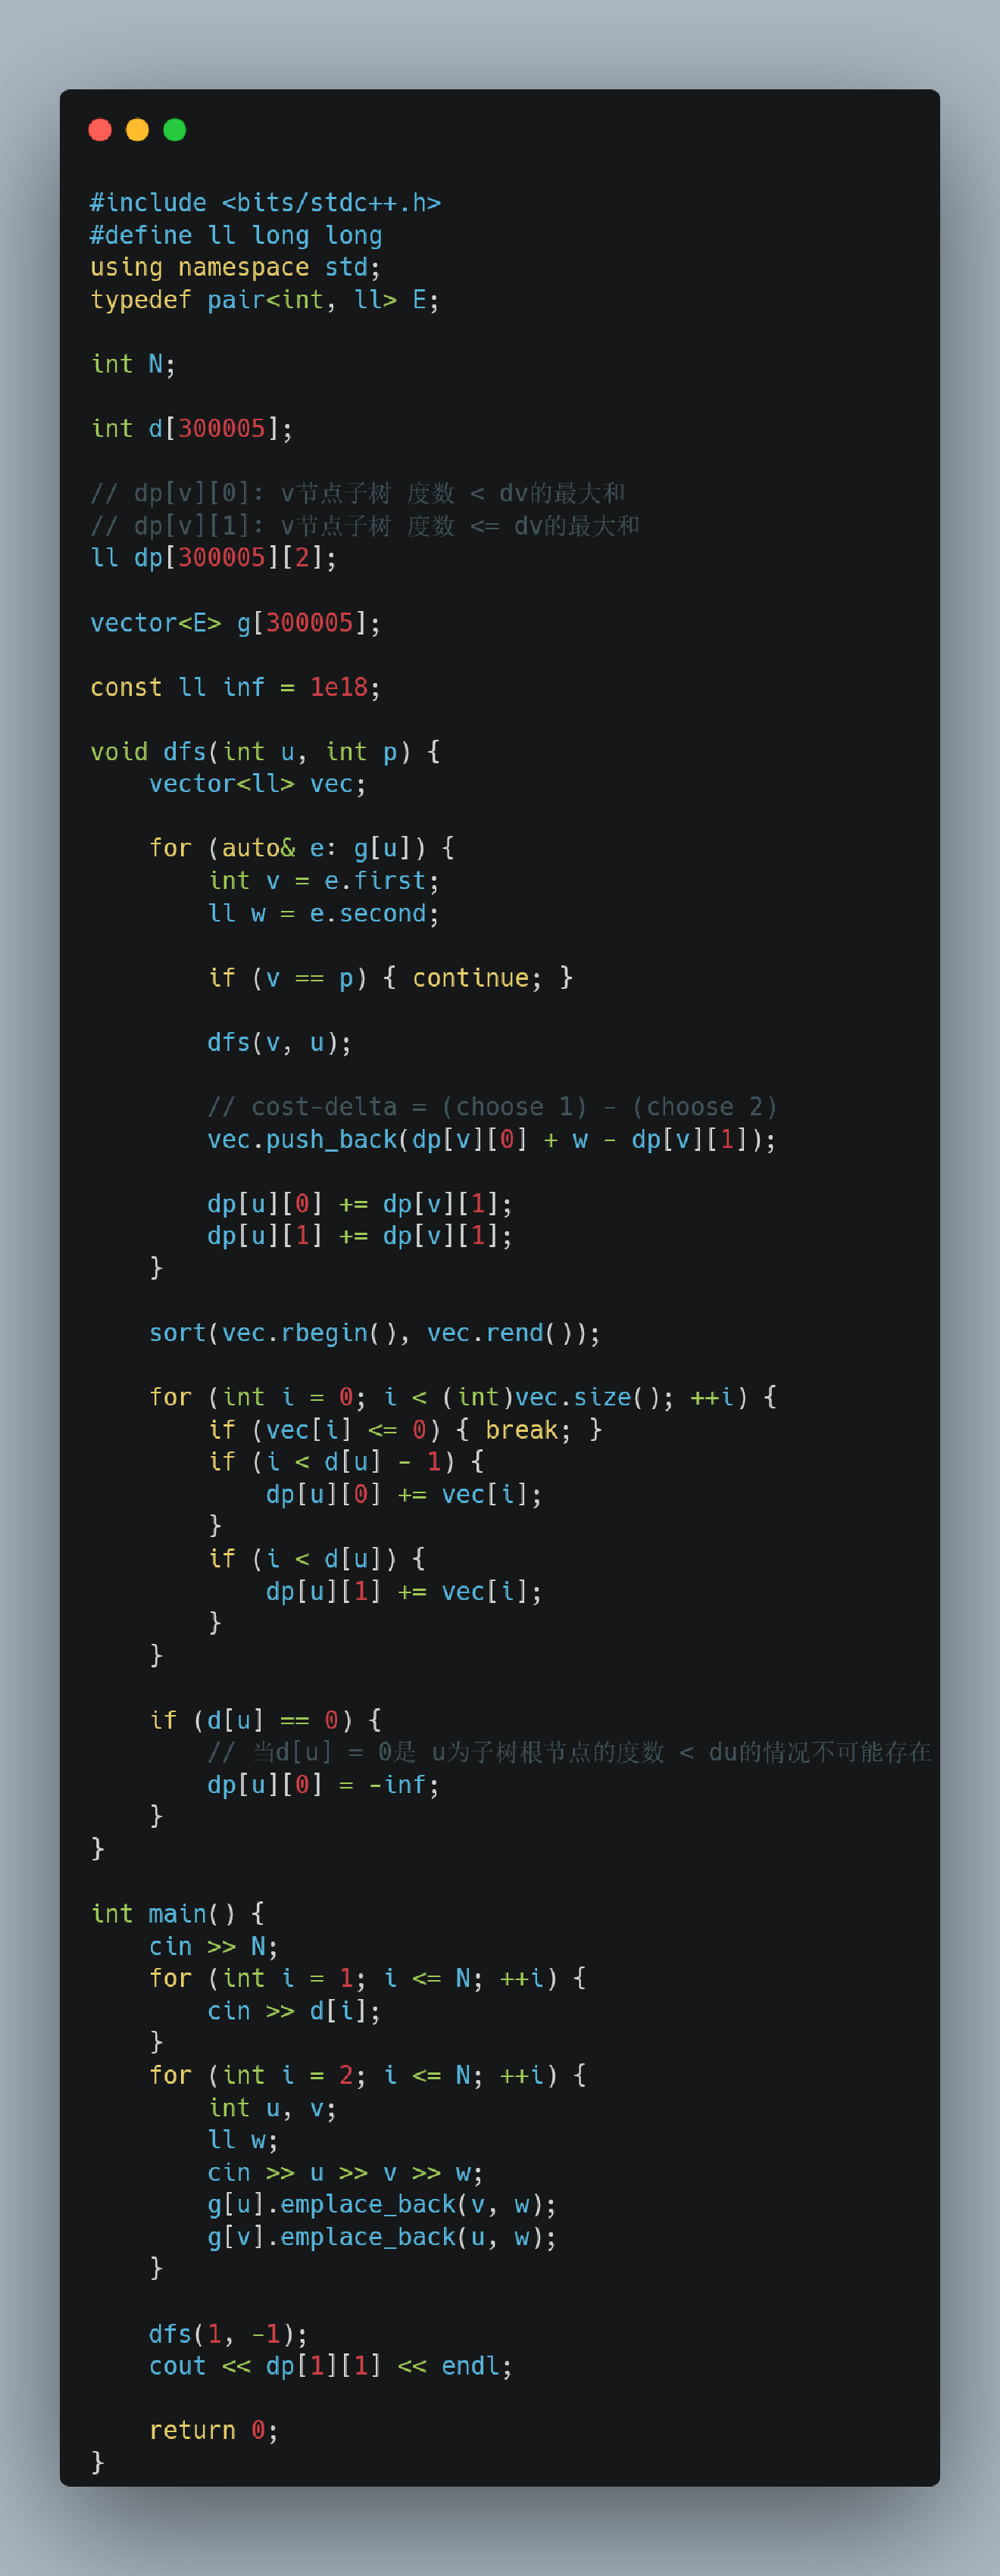 #include <bits/stdc++.h>
#define ll long long
using namespace std;
typedef pair<int, ll> E;

int N;

int d[300005];

// dp[v][0]: v节点子树 度数 < dv的最大和
// dp[v][1]: v节点子树 度数 <= dv的最大和
ll dp[300005][2];

vector<E> g[300005];

const ll inf = 1e18;

void dfs(int u, int p) {
    vector<ll> vec;

    for (auto& e: g[u]) {
        int v = e.first;
        ll w = e.second;

        if (v == p) { continue; }

        dfs(v, u);

        // cost-delta = (choose 1) - (choose 2)
        vec.push_back(dp[v][0] + w - dp[v][1]);

        dp[u][0] += dp[v][1];
        dp[u][1] += dp[v][1];
    }

    sort(vec.rbegin(), vec.rend());

    for (int i = 0; i < (int)vec.size(); ++i) {
        if (vec[i] <= 0) { break; }
        if (i < d[u] - 1) {
            dp[u][0] += vec[i];
        }
        if (i < d[u]) {
            dp[u][1] += vec[i];
        }
    }

    if (d[u] == 0) {
        // 当d[u] = 0是 u为子树根节点的度数 < du的情况不可能存在
        dp[u][0] = -inf;
    }
}

int main() {
    cin >> N;
    for (int i = 1; i <= N; ++i) {
        cin >> d[i];
    }
    for (int i = 2; i <= N; ++i) {
        int u, v;
        ll w;
        cin >> u >> v >> w;
        g[u].emplace_back(v, w);
        g[v].emplace_back(u, w);
    }

    dfs(1, -1);
    cout << dp[1][1] << endl;

    return 0;
}